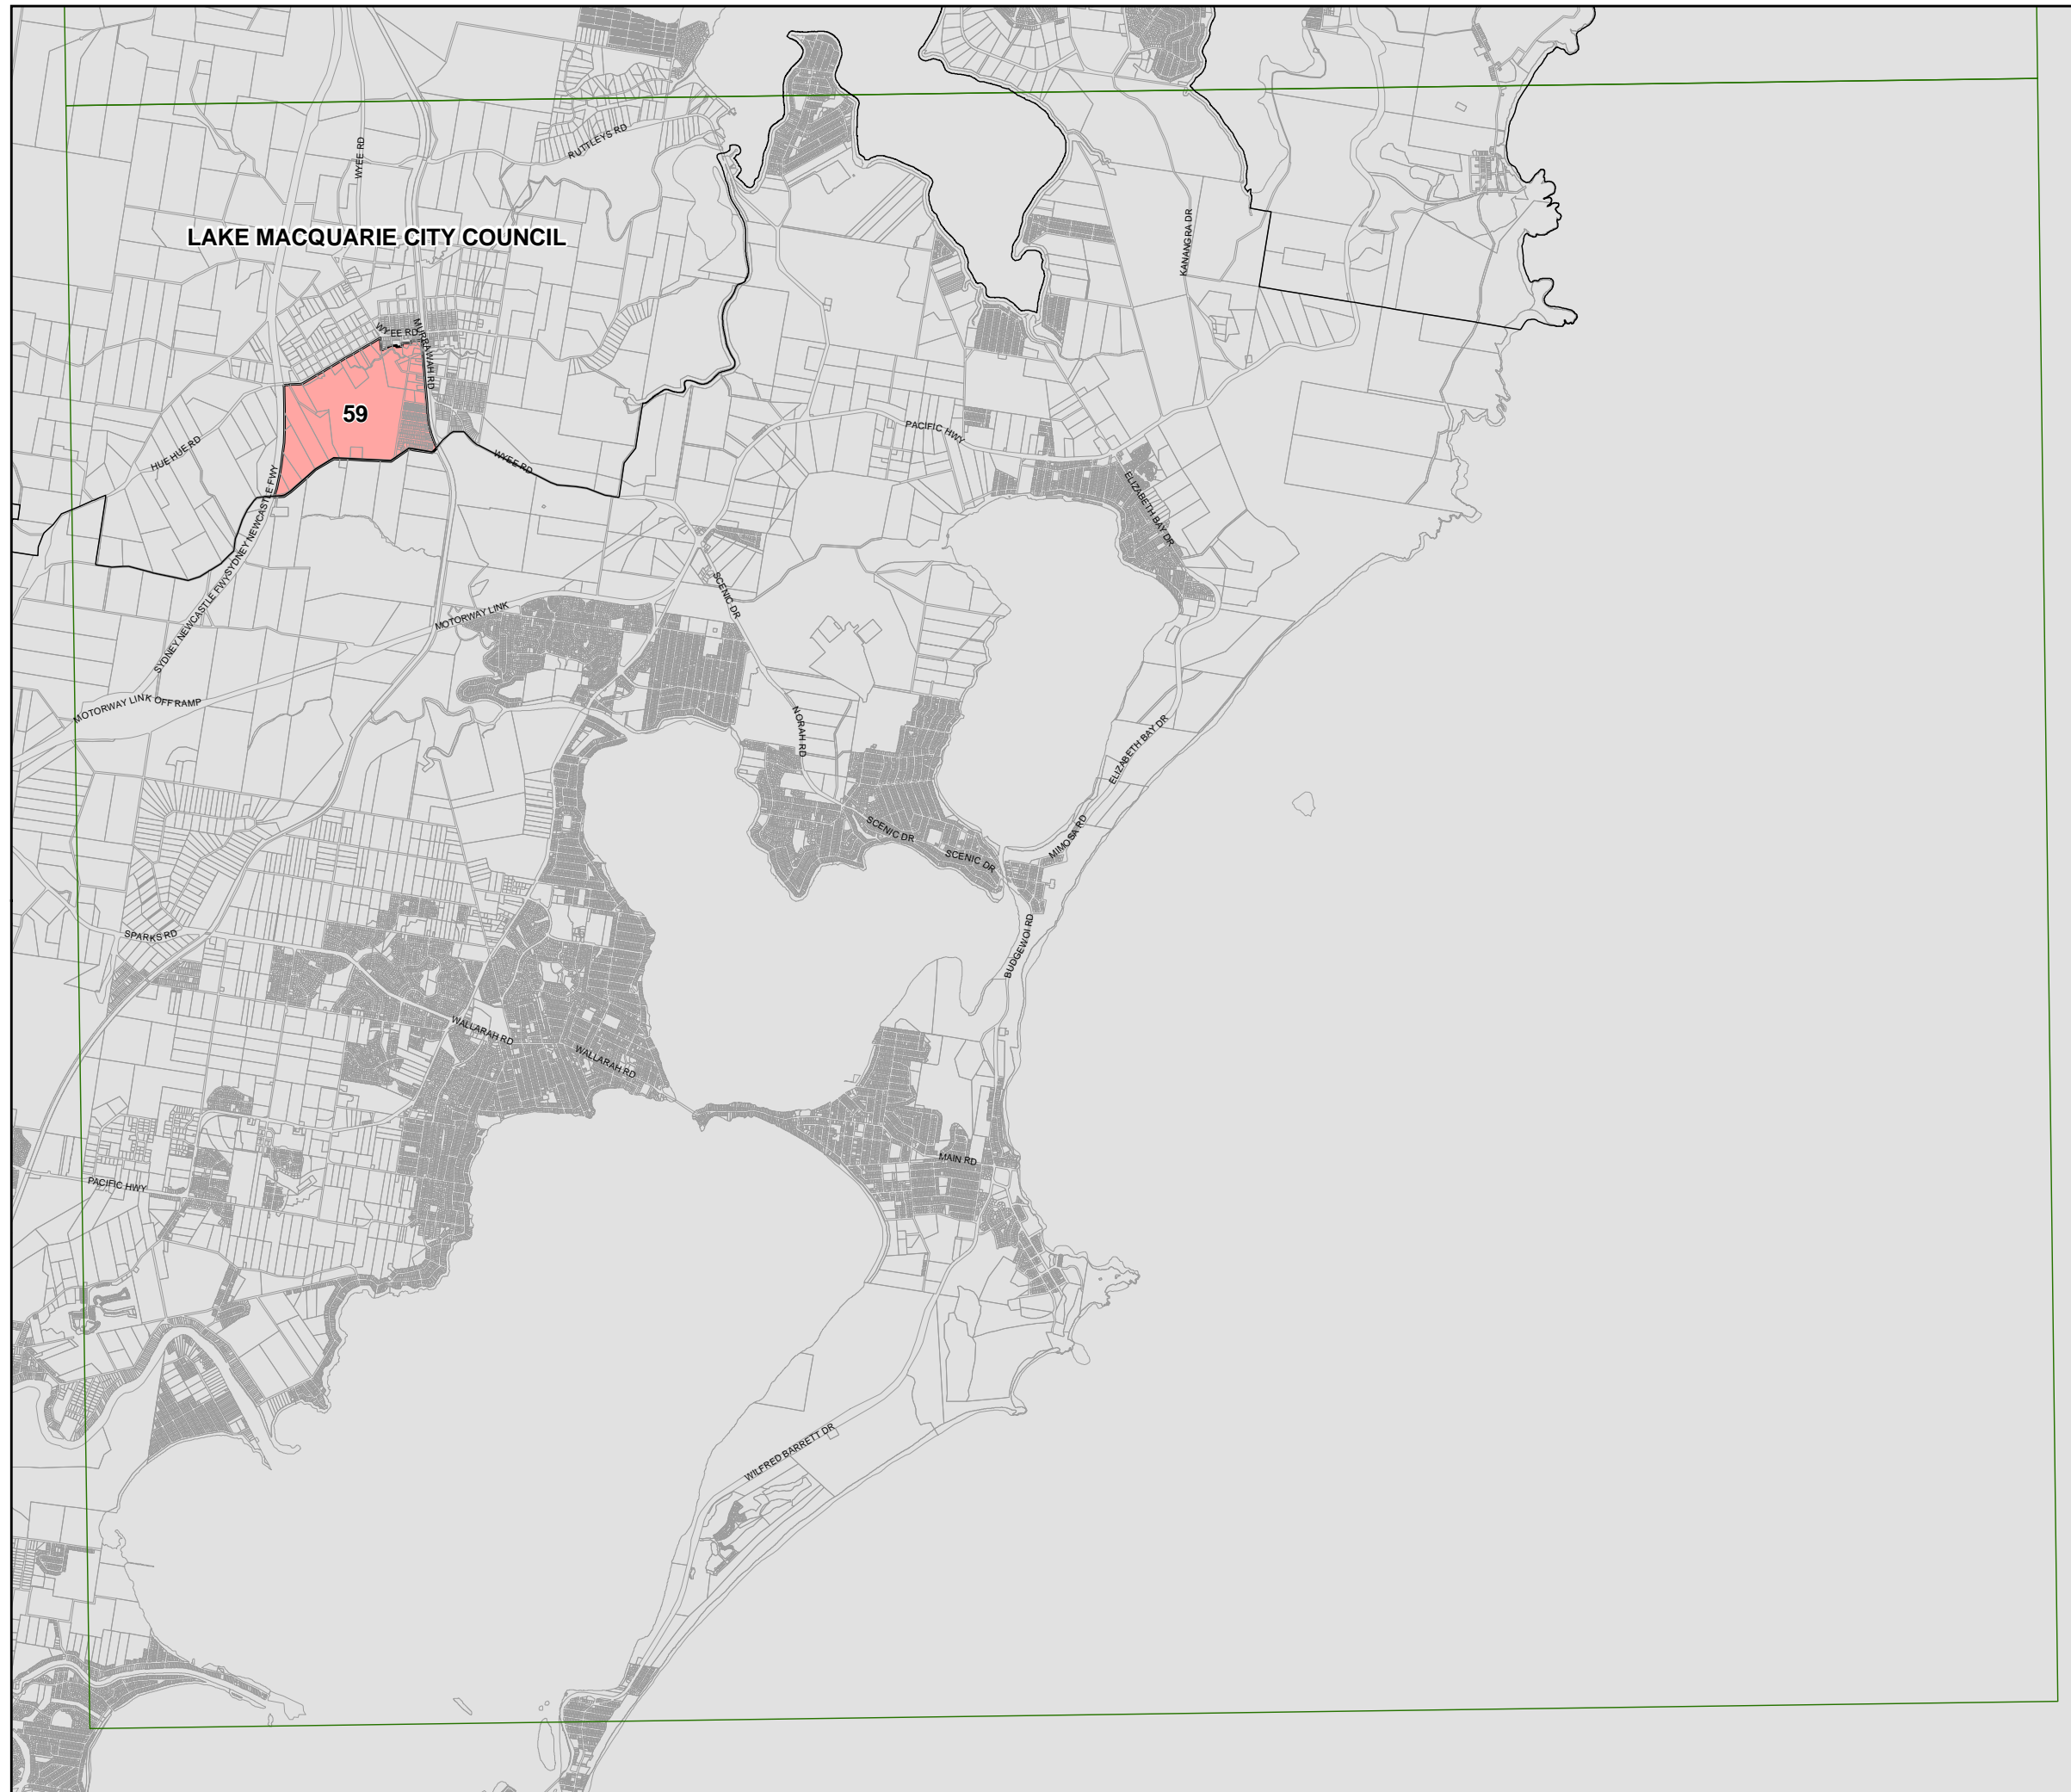 RUTTLEYS RD
WYEE RD
LAKE MACQUARIE CITY COUNCIL
KANANGRA DR
WYEE RD
MURRAWAH RD
59
PACIFIC HWY
HUE HUE RD
WYEE RD
ELIZABETH BAY DR
SYDNEY NEWCASTLE FWY
SYDNEY NEWCASTLE FWY
SCENIC DR
MOTORWAY LINK
MOTORWAY LINK OFF RAMP
NORAH RD
ELIZABETH BAY DR
SCENIC DR
MIMOSA RD
SCENIC DR
SPARKS RD
BUDGEWOI RD
WALLARAH RD
WALLARAH RD
MAIN RD
PACIFIC HWY
WILFRED BARRETT DR